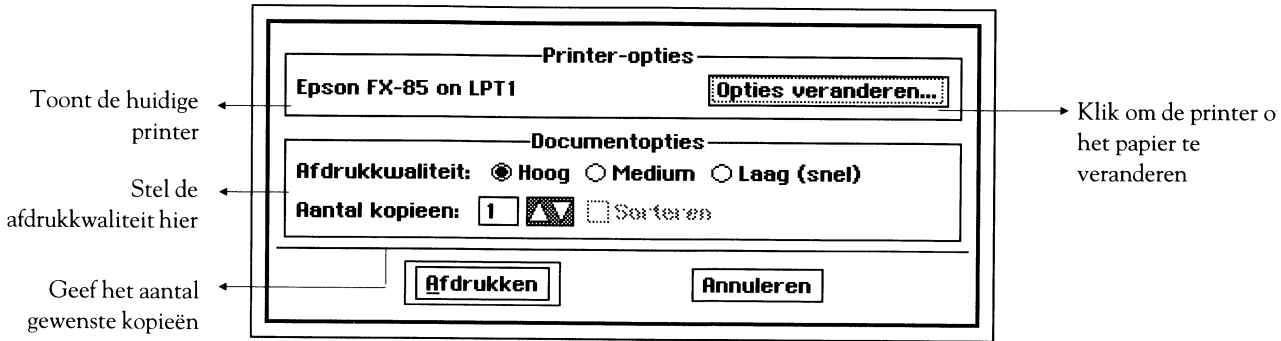 Printer-opties
Epson FX-85 on LPT1
Opties veranderen...
Toont de huidige
printer
Klik om de printer o
het papier te
veranderen
Documentopties
Afdrukkwaliteit: Hoog Medium Laag (snel)
Stel de
afdrukkwaliteit hier
Aantal kopieen: 1 Sorteren
Geef het aantal
gewenste kopieën
Afdrukken
Annuleren